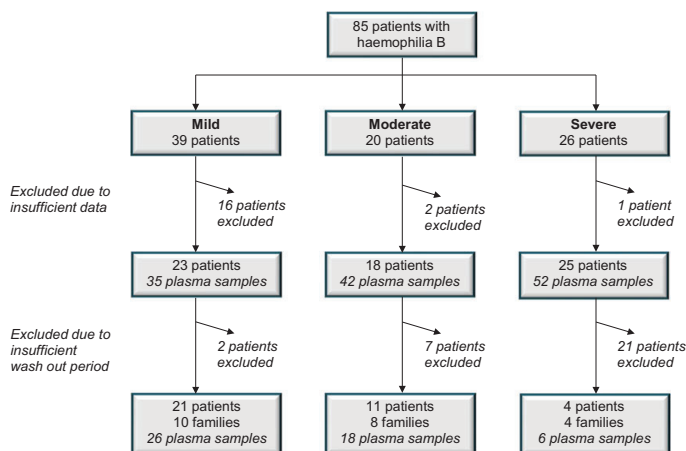 85 patients with
haemophilia B
Mild
39 patients
Moderate
20 patients
Severe
26 patients
Excluded due to
insufficient data
16 patients
excluded
2 patients
excluded
1 patient
excluded
23 patients
35 plasma samples
18 patients
42 plasma samples
25 patients
52 plasma samples
Excluded due to
insufficient
wash out period
2 patients
excluded
7 patients
excluded
21 patients
excluded
21 patients
10 families
26 plasma samples
11 patients
8 families
18 plasma samples
4 patients
4 families
6 plasma samples